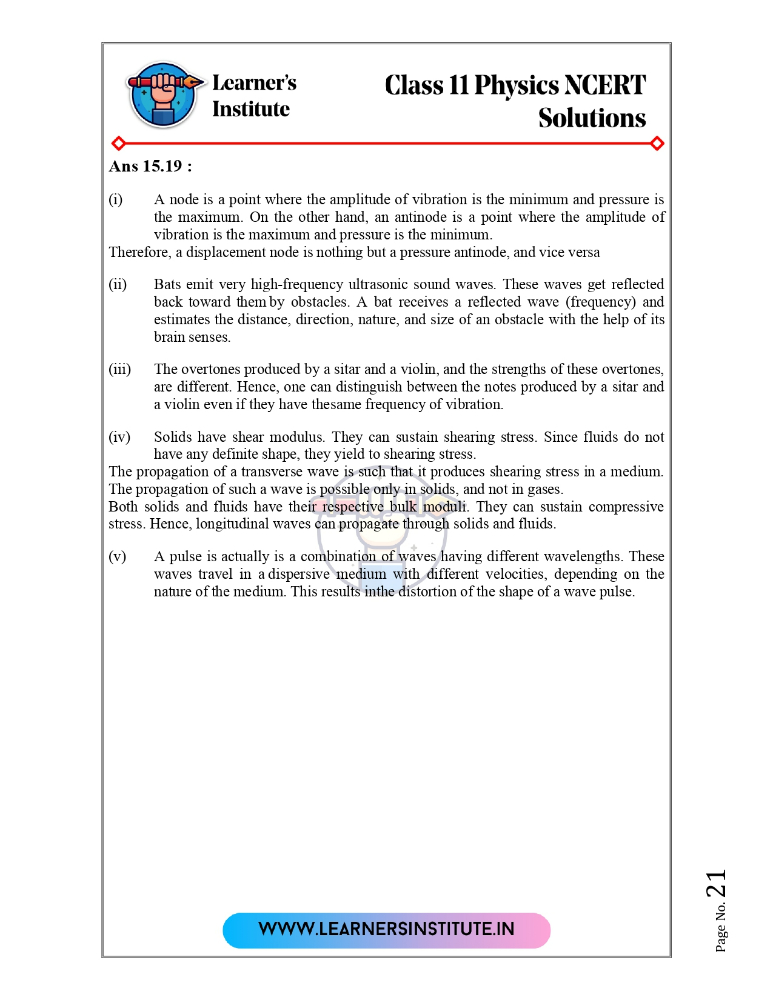 Learner's
Institute
Class 11 Physics NCERT
Solutions
Ans 15.19 :
(i) A node is a point where the amplitude of vibration is the minimum and pressure is
the maximum. On the other hand, an antinode is a point where the amplitude of
vibration is the maximum and pressure is the minimum.
Therefore, a displacement node is nothing but a pressure antinode, and vice versa
(ii) Bats emit very high-frequency ultrasonic sound waves. These waves get reflected
back toward them by obstacles. A bat receives a reflected wave (frequency) and
estimates the distance, direction, nature, and size of an obstacle with the help of its
brain senses.
(iii) The overtones produced by a sitar and a violin, and the strengths of these overtones,
are different. Hence, one can distinguish between the notes produced by a sitar and
a violin even if they have thesame frequency of vibration.
(iv) Solids have shear modulus. They can sustain shearing stress. Since fluids do not
have any definite shape, they yield to shearing stress.
The propagation of a transverse wave is such that it produces shearing stress in a medium.
The propagation of such a wave is possible only in solids, and not in gases.
Both solids and fluids have their respective bulk moduli. They can sustain compressive
stress. Hence, longitudinal waves can propagate through solids and fluids.
(v) A pulse is actually is a combination of waves having different wavelengths. These
waves travel in a dispersive medium with different velocities, depending on the
nature of the medium. This results inthe distortion of the shape of a wave pulse.
WWW.LEARNERSINSTITUTE.IN
Page No. 21